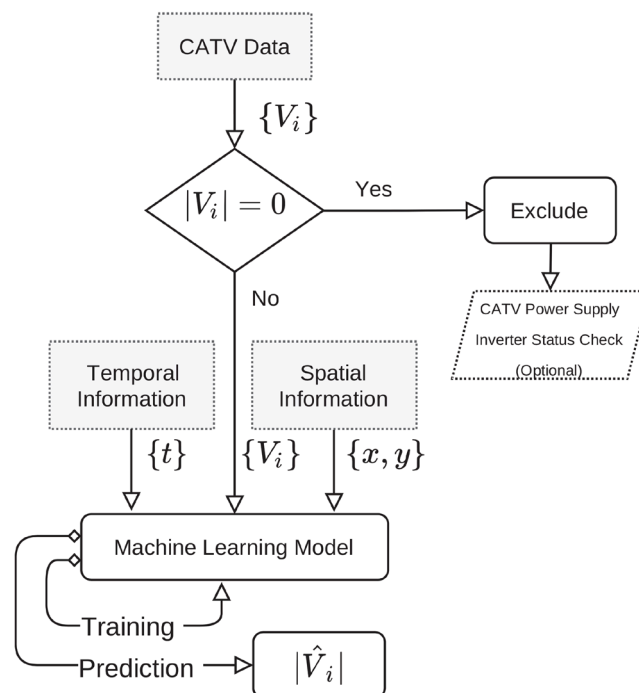 CATV Data
{V_i}
|V_i| = 0
Yes
Exclude
No
CATV Power Supply
Inverter Status Check
(Optional)
Temporal
Information
Spatial
Information
{t}
{V_i}
{x, y}
Machine Learning Model
Training
Prediction
|V̂_i|